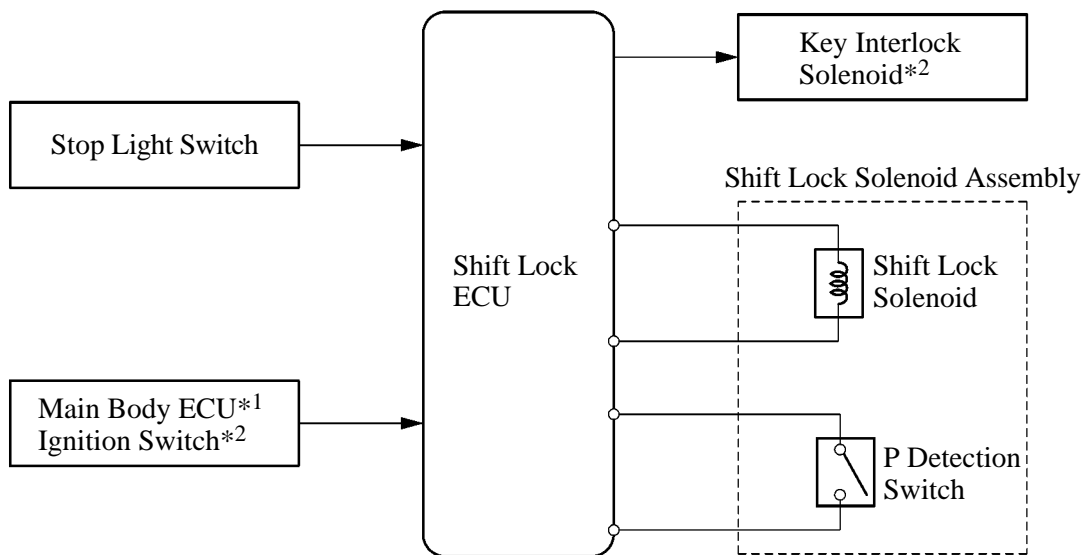 Key Interlock
Solenoid*2
Stop Light Switch
Shift Lock Solenoid Assembly
Shift Lock
ECU
Shift Lock
Solenoid
Main Body ECU*1
Ignition Switch*2
P Detection
Switch